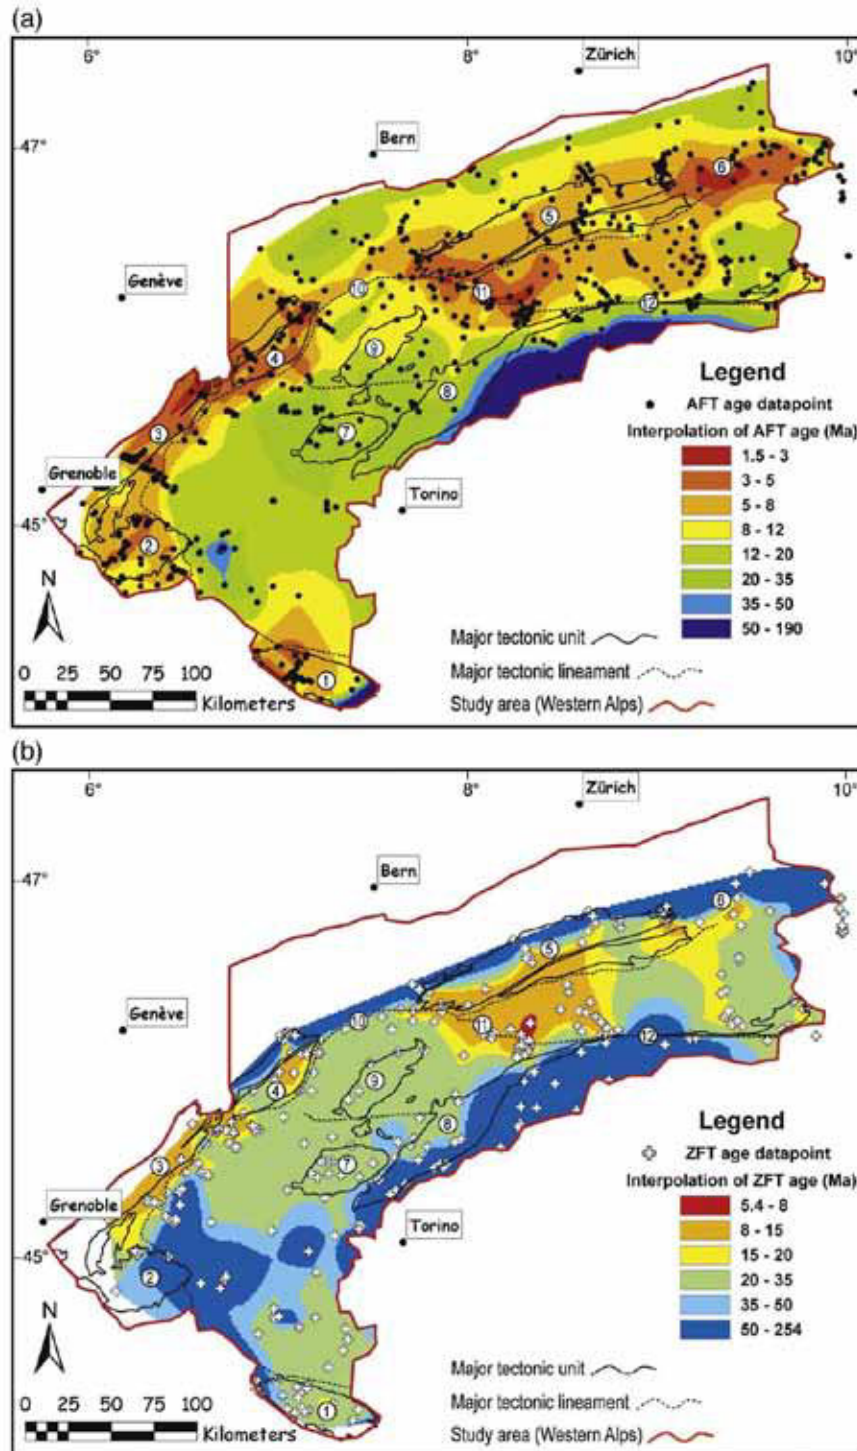 (a)
6°
8°
10°
Zürich
47°
Bern
6
5
Genève
10
11
12
4
9
8
3
7
Grenoble
Torino
45°
2
1
N
0 25 50 75 100
Kilometers
Legend
AFT age datapoint
Interpolation of AFT age (Ma)
1.5 - 3
3 - 5
5 - 8
8 - 12
12 - 20
20 - 35
35 - 50
50 - 190
Major tectonic unit
Major tectonic lineament
Study area (Western Alps)
(b)
6°
8°
10°
Zürich
47°
Bern
6
5
Genève
10
11
12
4
9
8
3
7
Grenoble
Torino
45°
2
1
N
0 25 50 75 100
Kilometers
Legend
ZFT age datapoint
Interpolation of ZFT age (Ma)
5.4 - 8
8 - 15
15 - 20
20 - 35
35 - 50
50 - 254
Major tectonic unit
Major tectonic lineament
Study area (Western Alps)